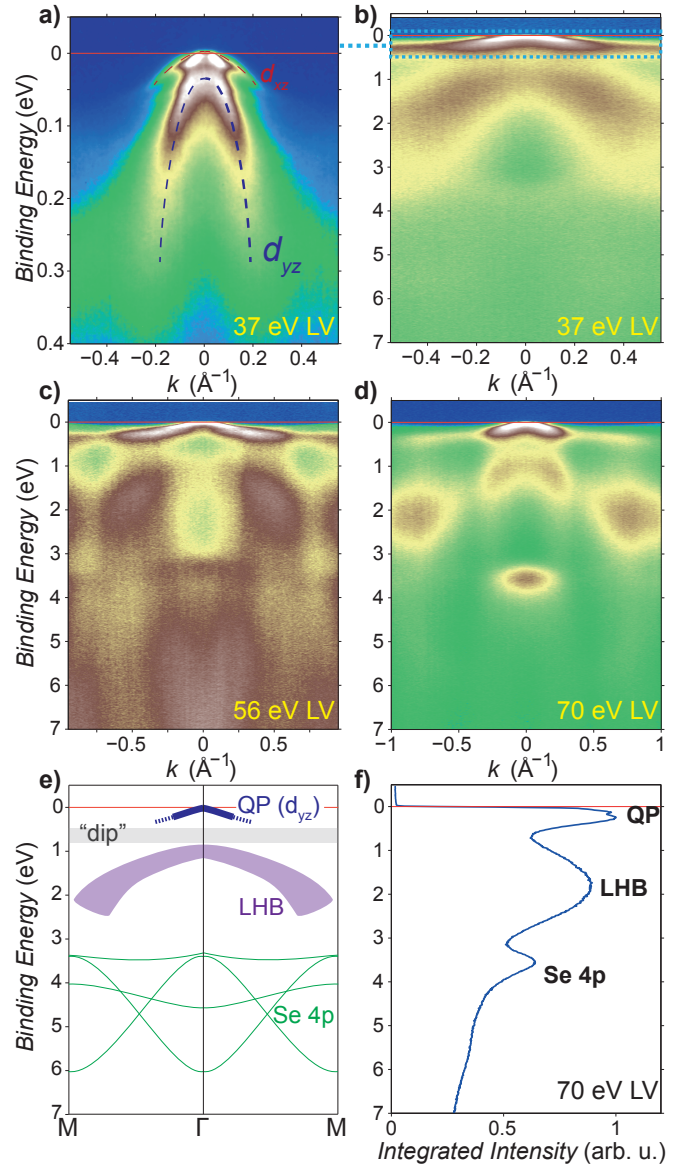 a)
Binding Energy (eV)
0
0.1
0.2
0.3
0.4
d_xz
d_yz
37 eV LV
−0.4 −0.2 0 0.2 0.4
k (Å⁻¹)
b)
0
1
2
3
4
5
6
7
37 eV LV
−0.4 −0.2 0 0.2 0.4
k (Å⁻¹)
c)
Binding Energy (eV)
0
1
2
3
4
5
6
7
56 eV LV
−0.5 0 0.5
k (Å⁻¹)
d)
0
1
2
3
4
5
6
7
70 eV LV
−1 −0.5 0 0.5 1
k (Å⁻¹)
e)
Binding Energy (eV)
0
1
2
3
4
5
6
7
QP (d_yz)
“dip”
LHB
Se 4p
M Γ M
f)
0
1
2
3
4
5
6
7
QP
LHB
Se 4p
70 eV LV
0 0.5 1
Integrated Intensity (arb. u.)